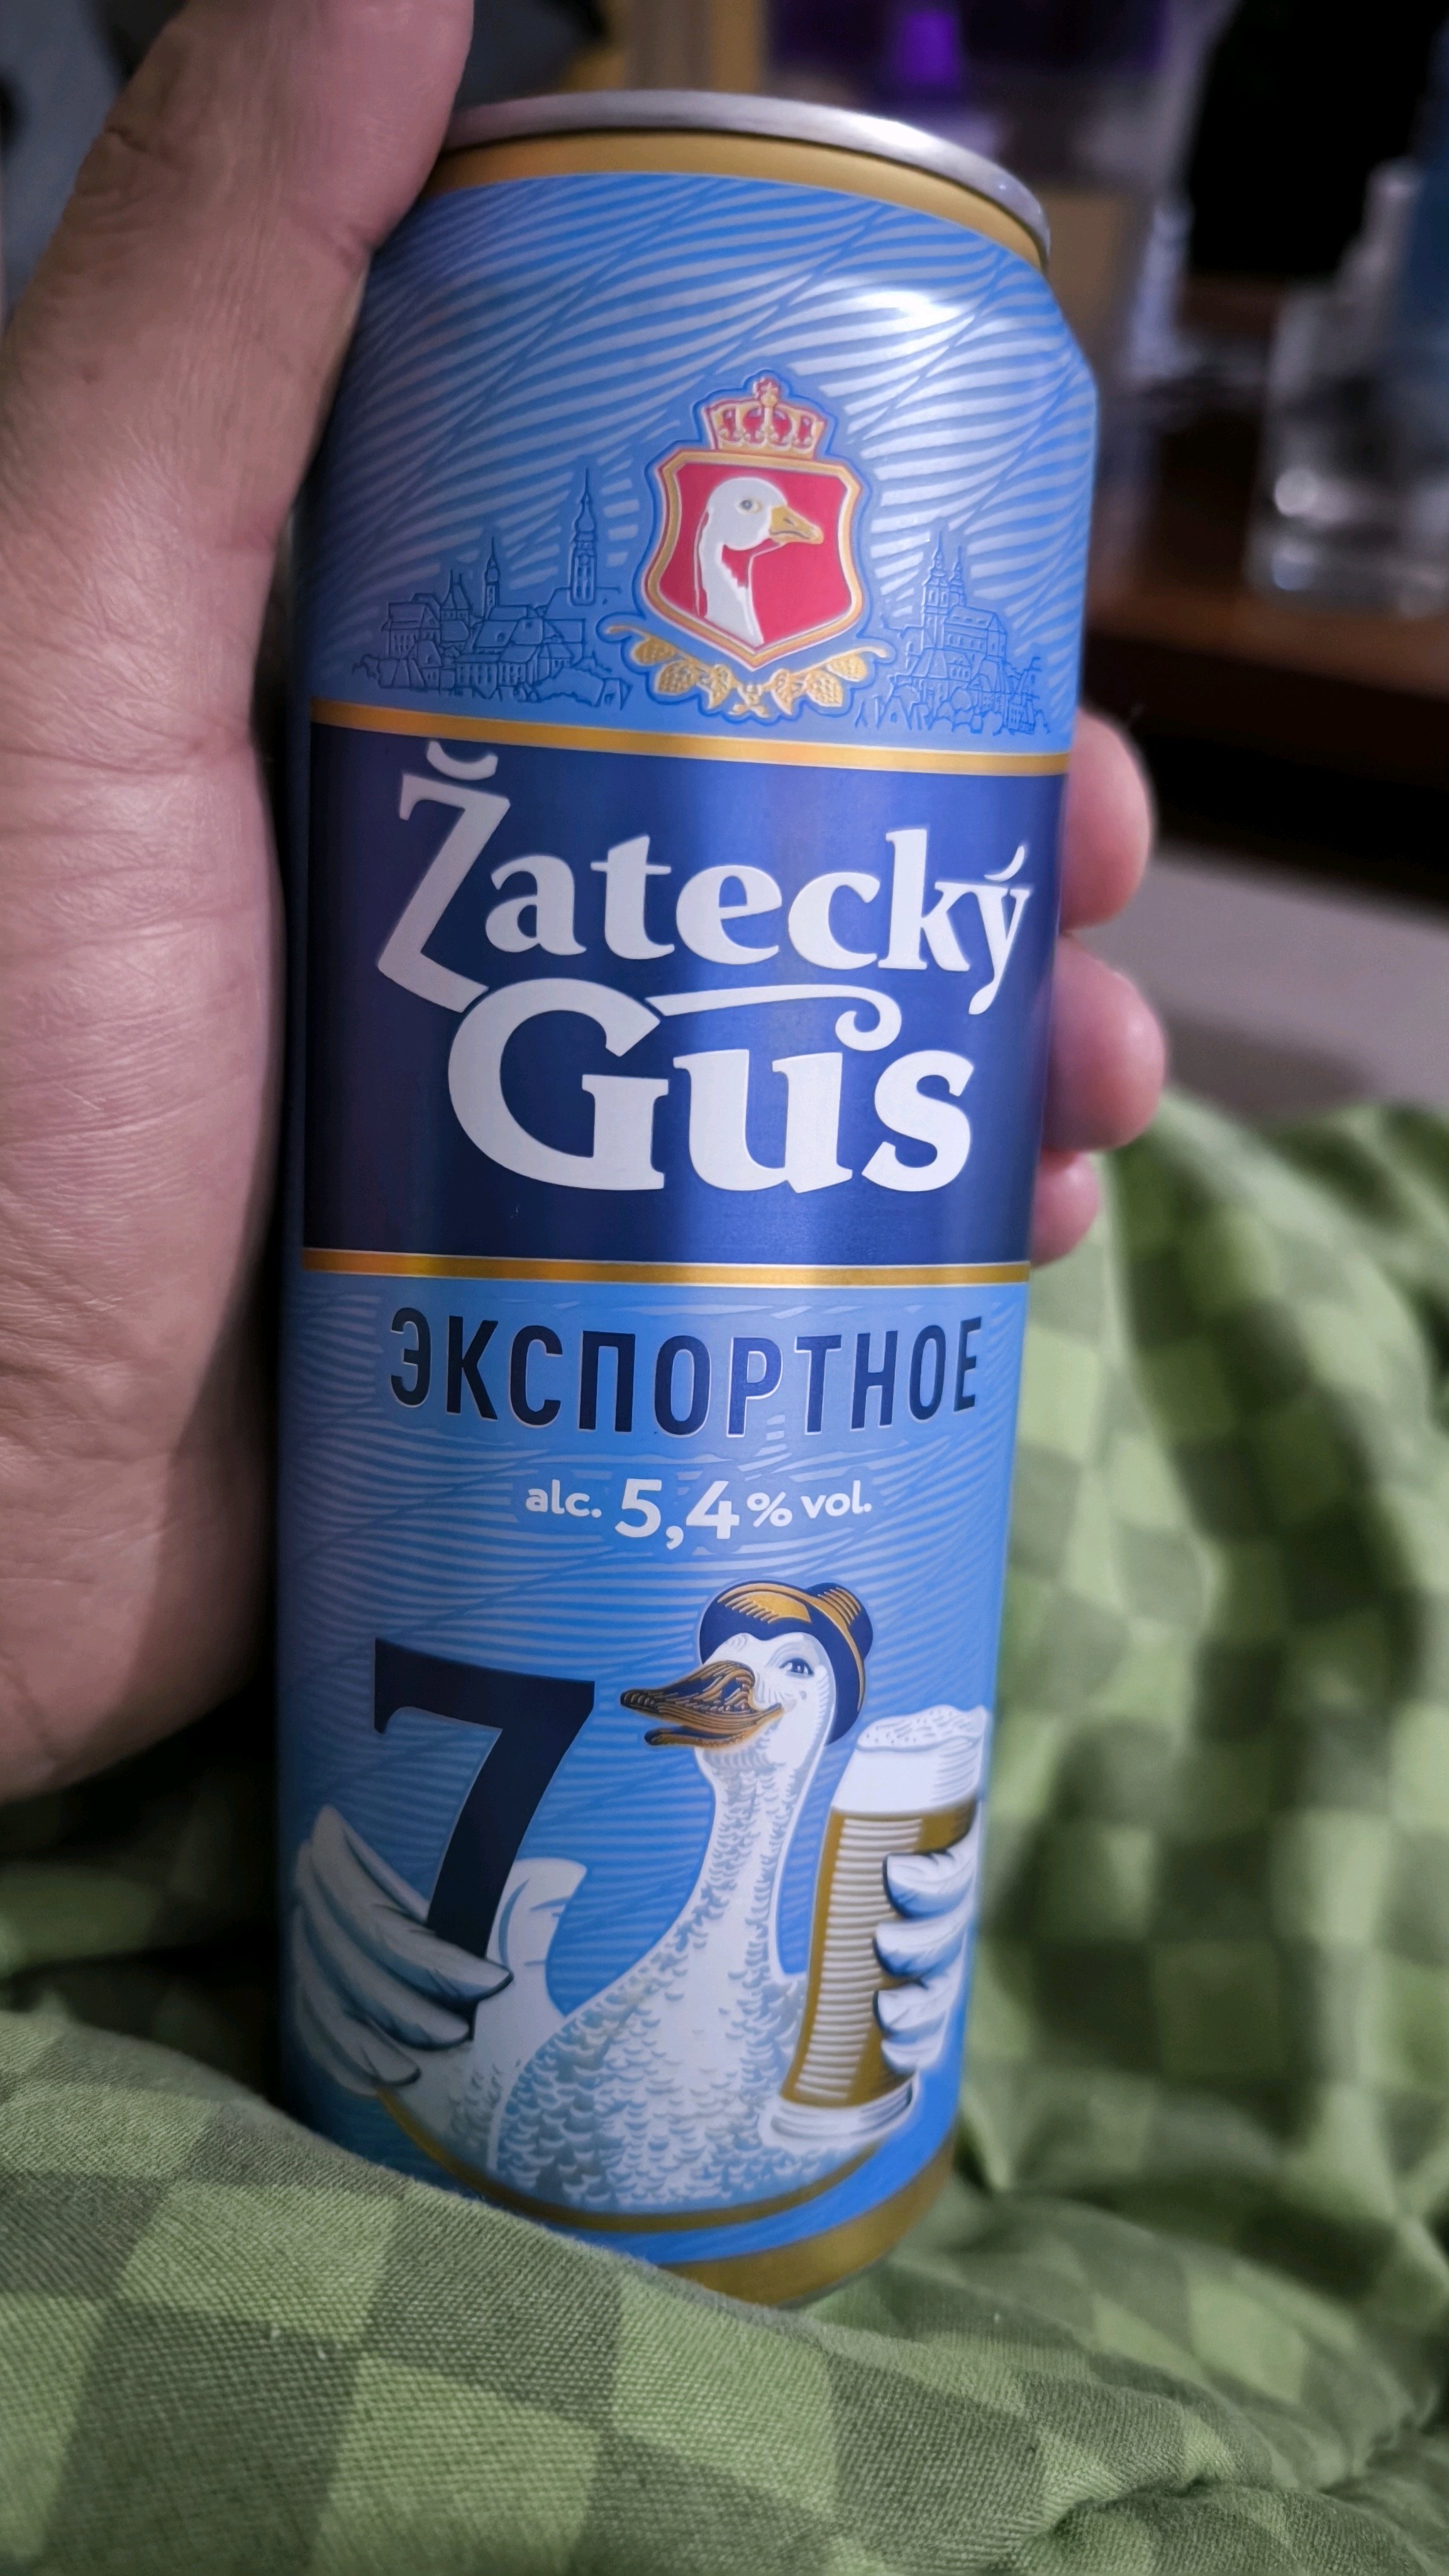 Žatecký
Gus
ЭКСПОРТНОЕ
alc. 5,4% vol.
7